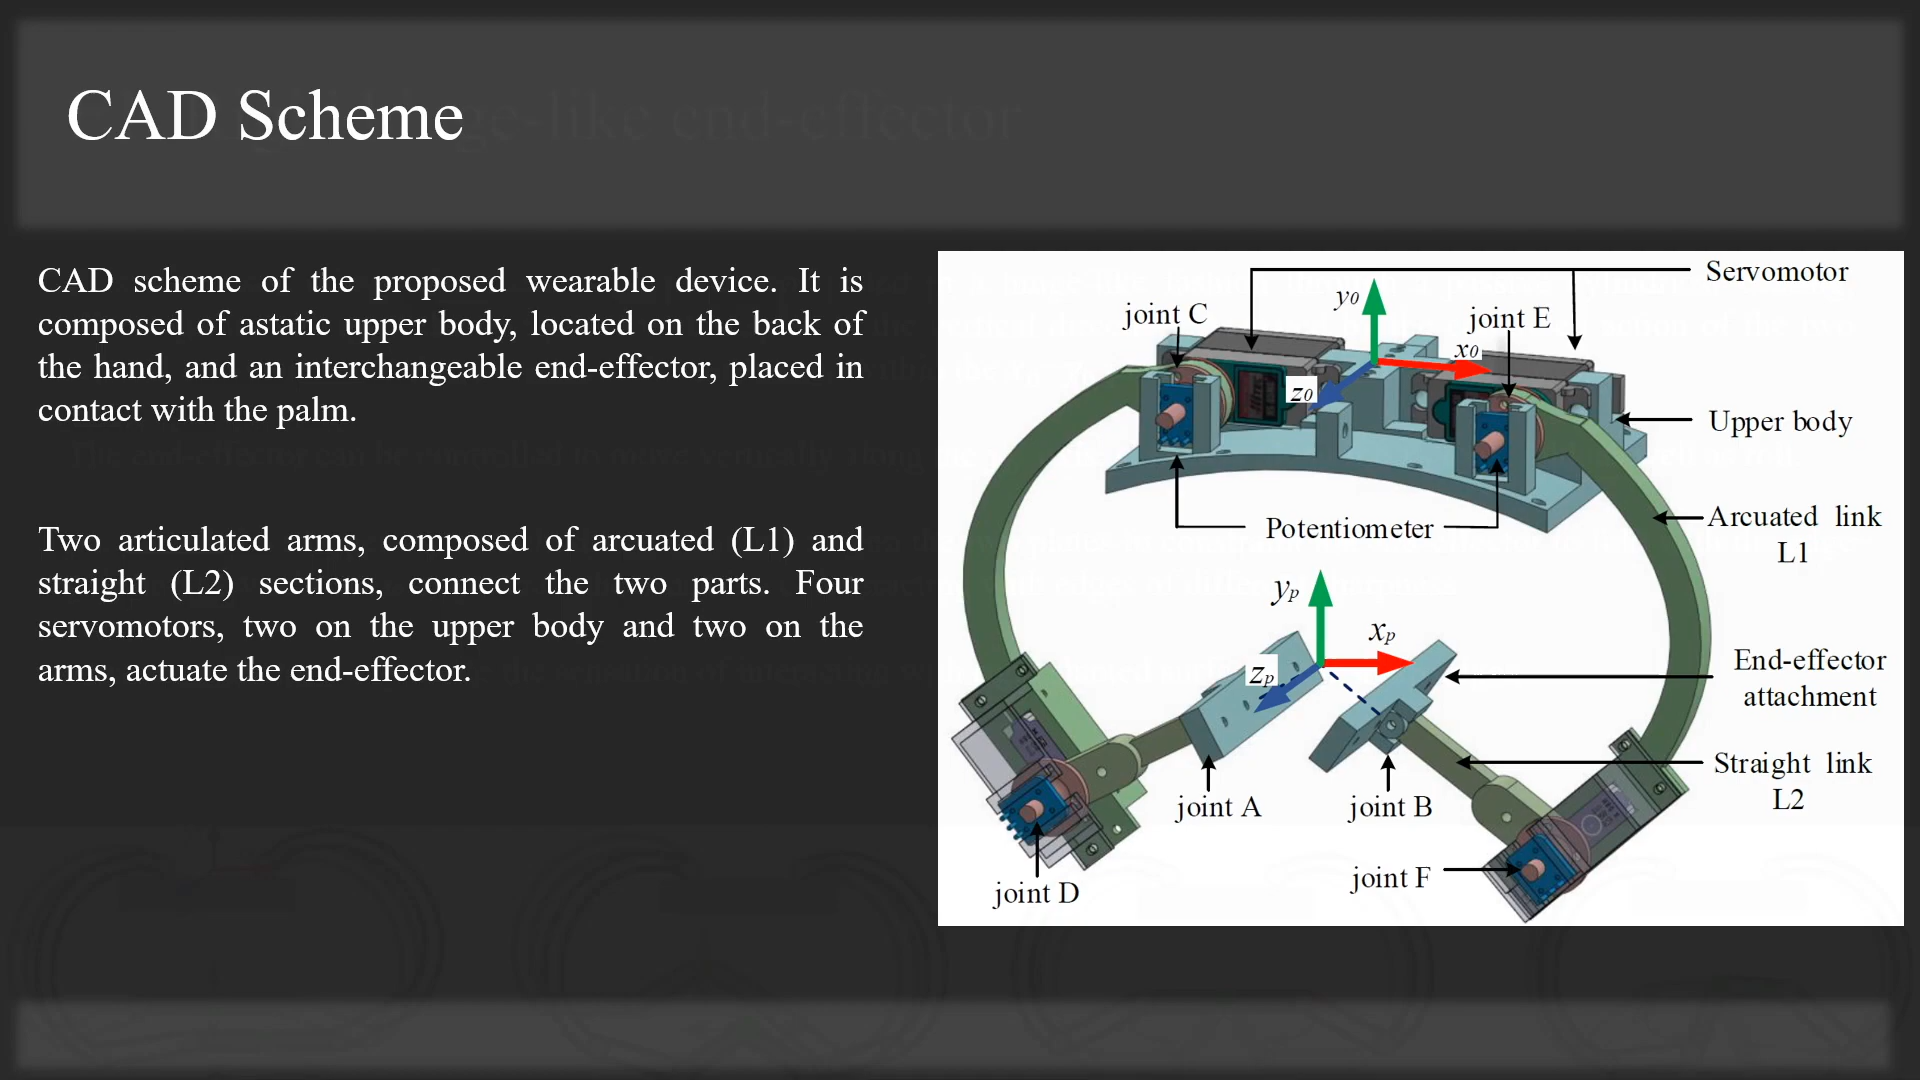 CAD Scheme
CAD scheme of the proposed wearable device. It is
composed of astatic upper body, located on the back of
the hand, and an interchangeable end-effector, placed in
contact with the palm.
Two articulated arms, composed of arcuated (L1) and
straight (L2) sections, connect the two parts. Four
servomotors, two on the upper body and two on the
arms, actuate the end-effector.
Servomotor
joint C
y0
joint E
x0
z0
Upper body
Potentiometer
Arcuated link
L1
yp
xp
zp
End-effector
attachment
Straight link
L2
joint A
joint B
joint F
joint D